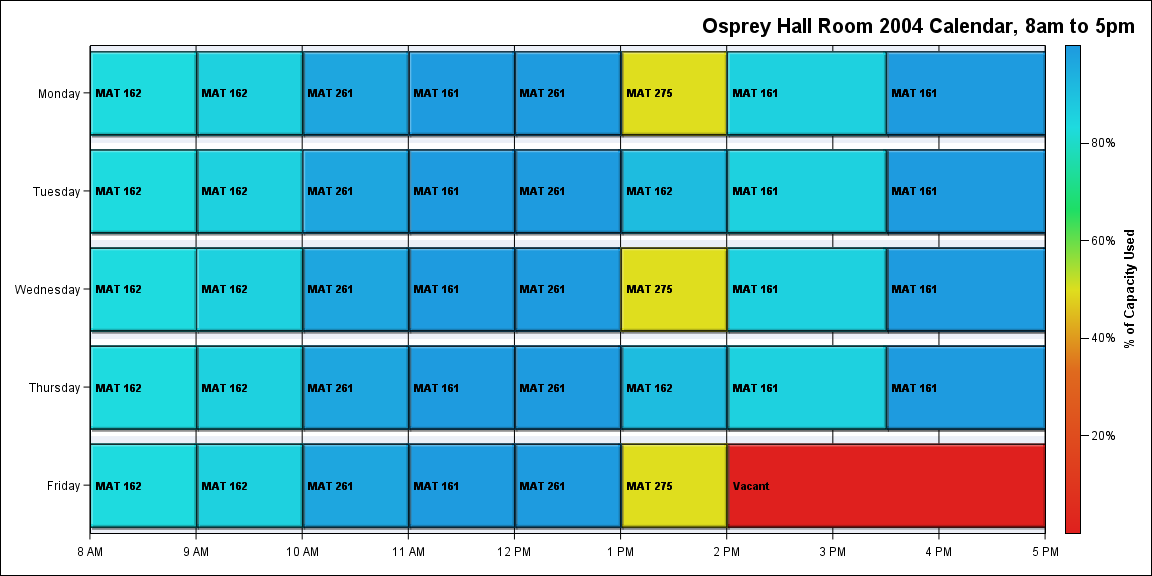 Osprey Hall Room 2004 Calendar, 8am to 5pm
Monday MAT 162 MAT 162 MAT 261 MAT 161 MAT 261 MAT 275 MAT 161 MAT 161
Tuesday MAT 162 MAT 162 MAT 261 MAT 161 MAT 261 MAT 162 MAT 161 MAT 161
Wednesday MAT 162 MAT 162 MAT 261 MAT 161 MAT 261 MAT 275 MAT 161 MAT 161
Thursday MAT 162 MAT 162 MAT 261 MAT 161 MAT 261 MAT 162 MAT 161 MAT 161
Friday MAT 162 MAT 162 MAT 261 MAT 161 MAT 261 MAT 275 Vacant
8 AM 9 AM 10 AM 11 AM 12 PM 1 PM 2 PM 3 PM 4 PM 5 PM
80%
60%
40%
20%
% of Capacity Used